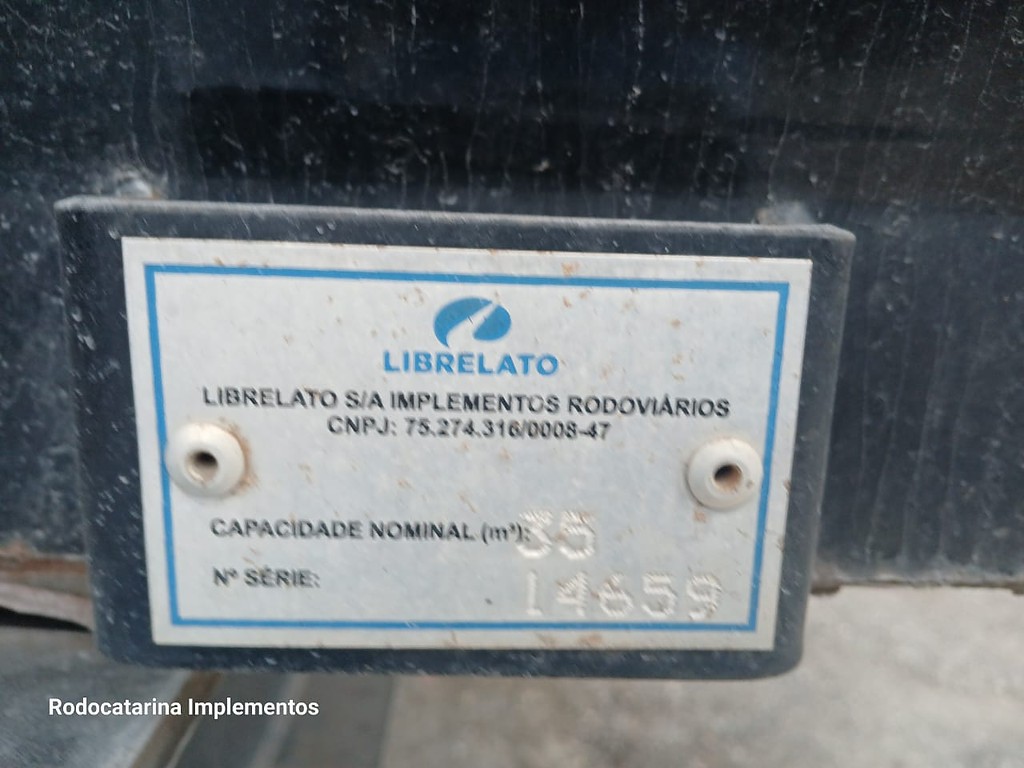 LIBRELATO
LIBRELATO S/A IMPLEMENTOS RODOVIÁRIOS
CNPJ: 75.274.316/0008-47
CAPACIDADE NOMINAL (m³): 35
Nº SÉRIE: 14659
Rodocatarina Implementos